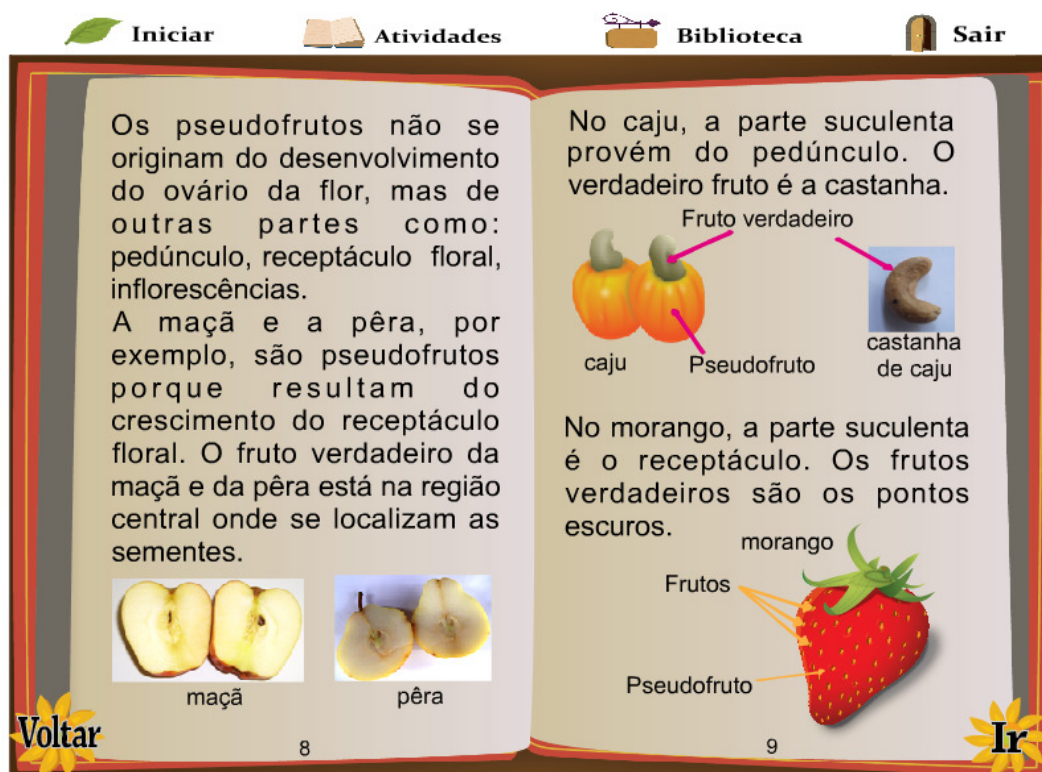 Iniciar
Atividades
Biblioteca
Sair
Os pseudofrutos não se
originam do desenvolvimento
do ovário da flor, mas de
outras partes como:
pedúnculo, receptáculo floral,
inflorescências.
A maçã e a pêra, por
exemplo, são pseudofrutos
porque resultam do
crescimento do receptáculo
floral. O fruto verdadeiro da
maçã e da pêra está na região
central onde se localizam as
sementes.
maçã
pêra
8
No caju, a parte suculenta
provém do pedúnculo. O
verdadeiro fruto é a castanha.
Fruto verdadeiro
caju
Pseudofruto
castanha
de caju
No morango, a parte suculenta
é o receptáculo. Os frutos
verdadeiros são os pontos
escuros.
morango
Frutos
Pseudofruto
9
Voltar
Ir